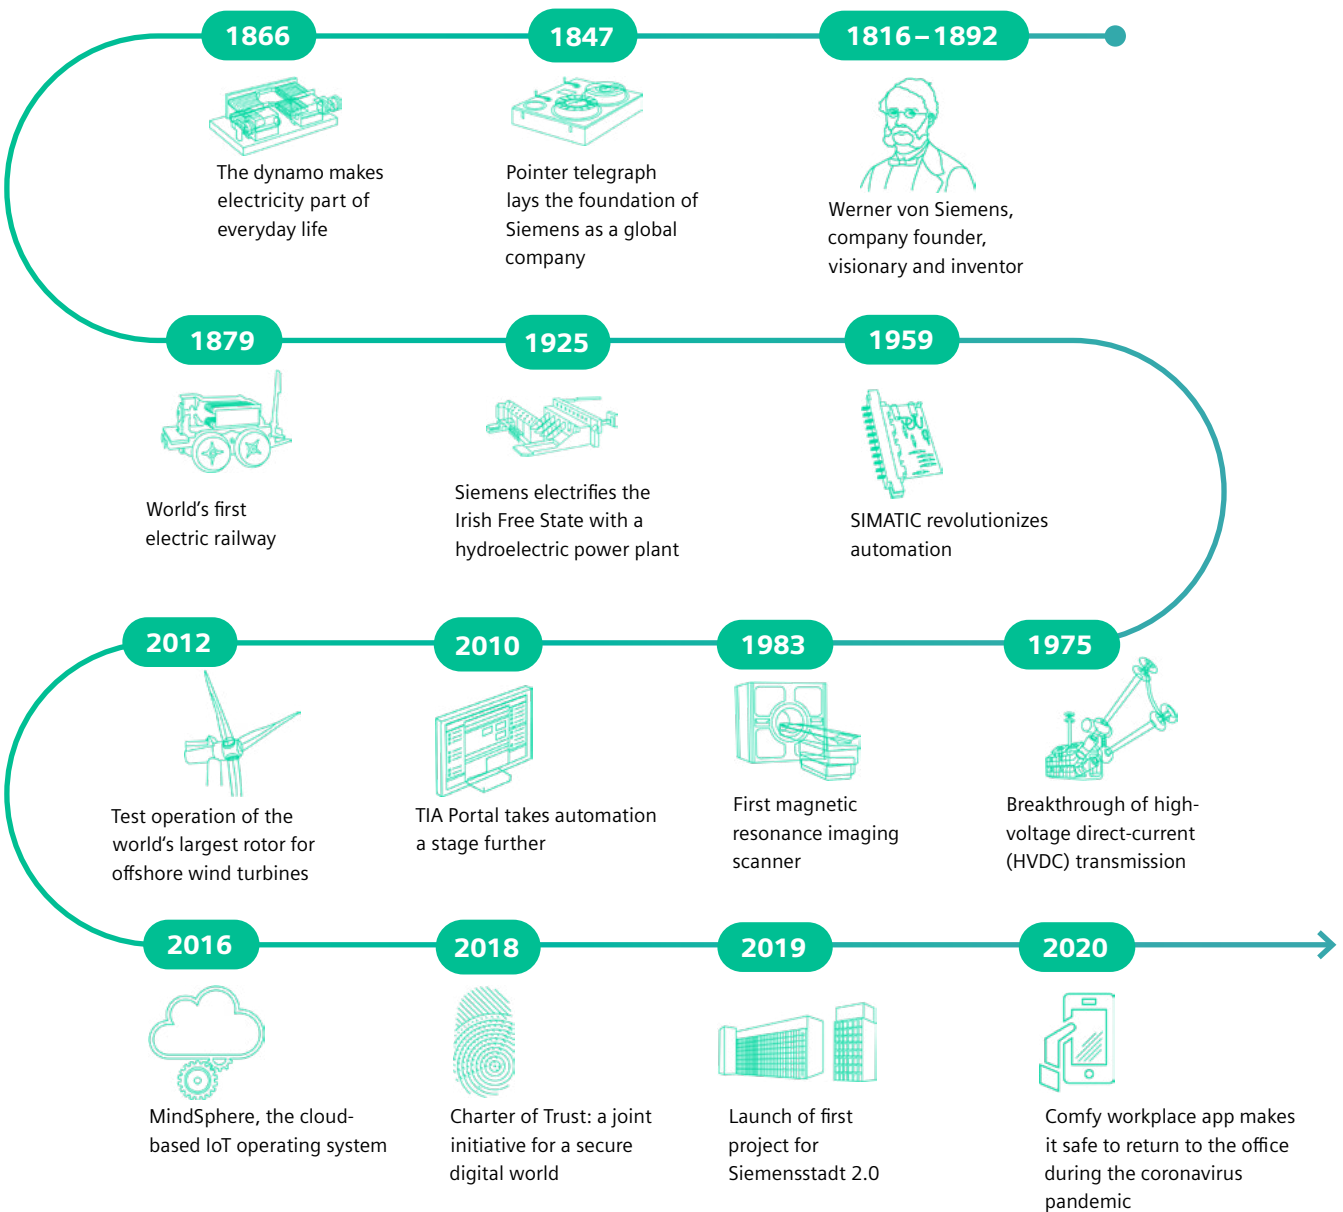 1866
The dynamo makes
electricity part of
everyday life
1847
Pointer telegraph
lays the foundation of
Siemens as a global
company
1816–1892
Werner von Siemens,
company founder,
visionary and inventor
1879
World's first
electric railway
1925
Siemens electrifies the
Irish Free State with a
hydroelectric power plant
1959
SIMATIC revolutionizes
automation
2012
Test operation of the
world's largest rotor for
offshore wind turbines
2010
TIA Portal takes automation
a stage further
1983
First magnetic
resonance imaging
scanner
1975
Breakthrough of high-
voltage direct-current
(HVDC) transmission
2016
MindSphere, the cloud-
based IoT operating system
2018
Charter of Trust: a joint
initiative for a secure
digital world
2019
Launch of first
project for
Siemensstadt 2.0
2020
Comfy workplace app makes
it safe to return to the office
during the coronavirus
pandemic